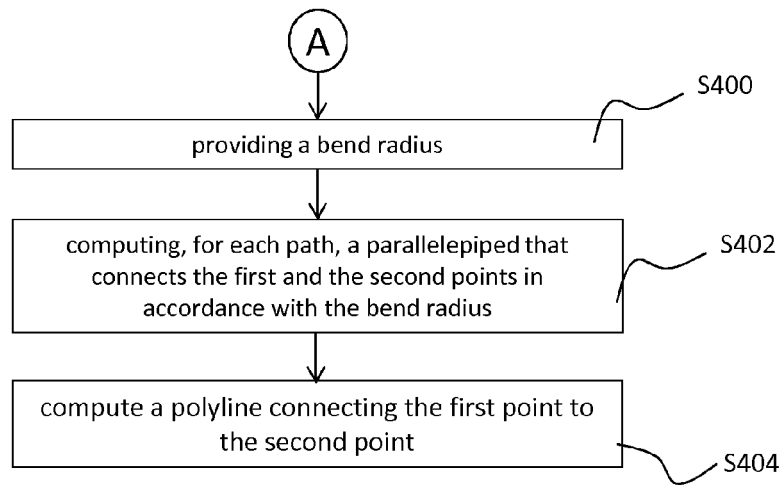 A
S400
providing a bend radius
S402
computing, for each path, a parallelepiped that
connects the first and the second points in
accordance with the bend radius
compute a polyline connecting the first point to
the second point
S404